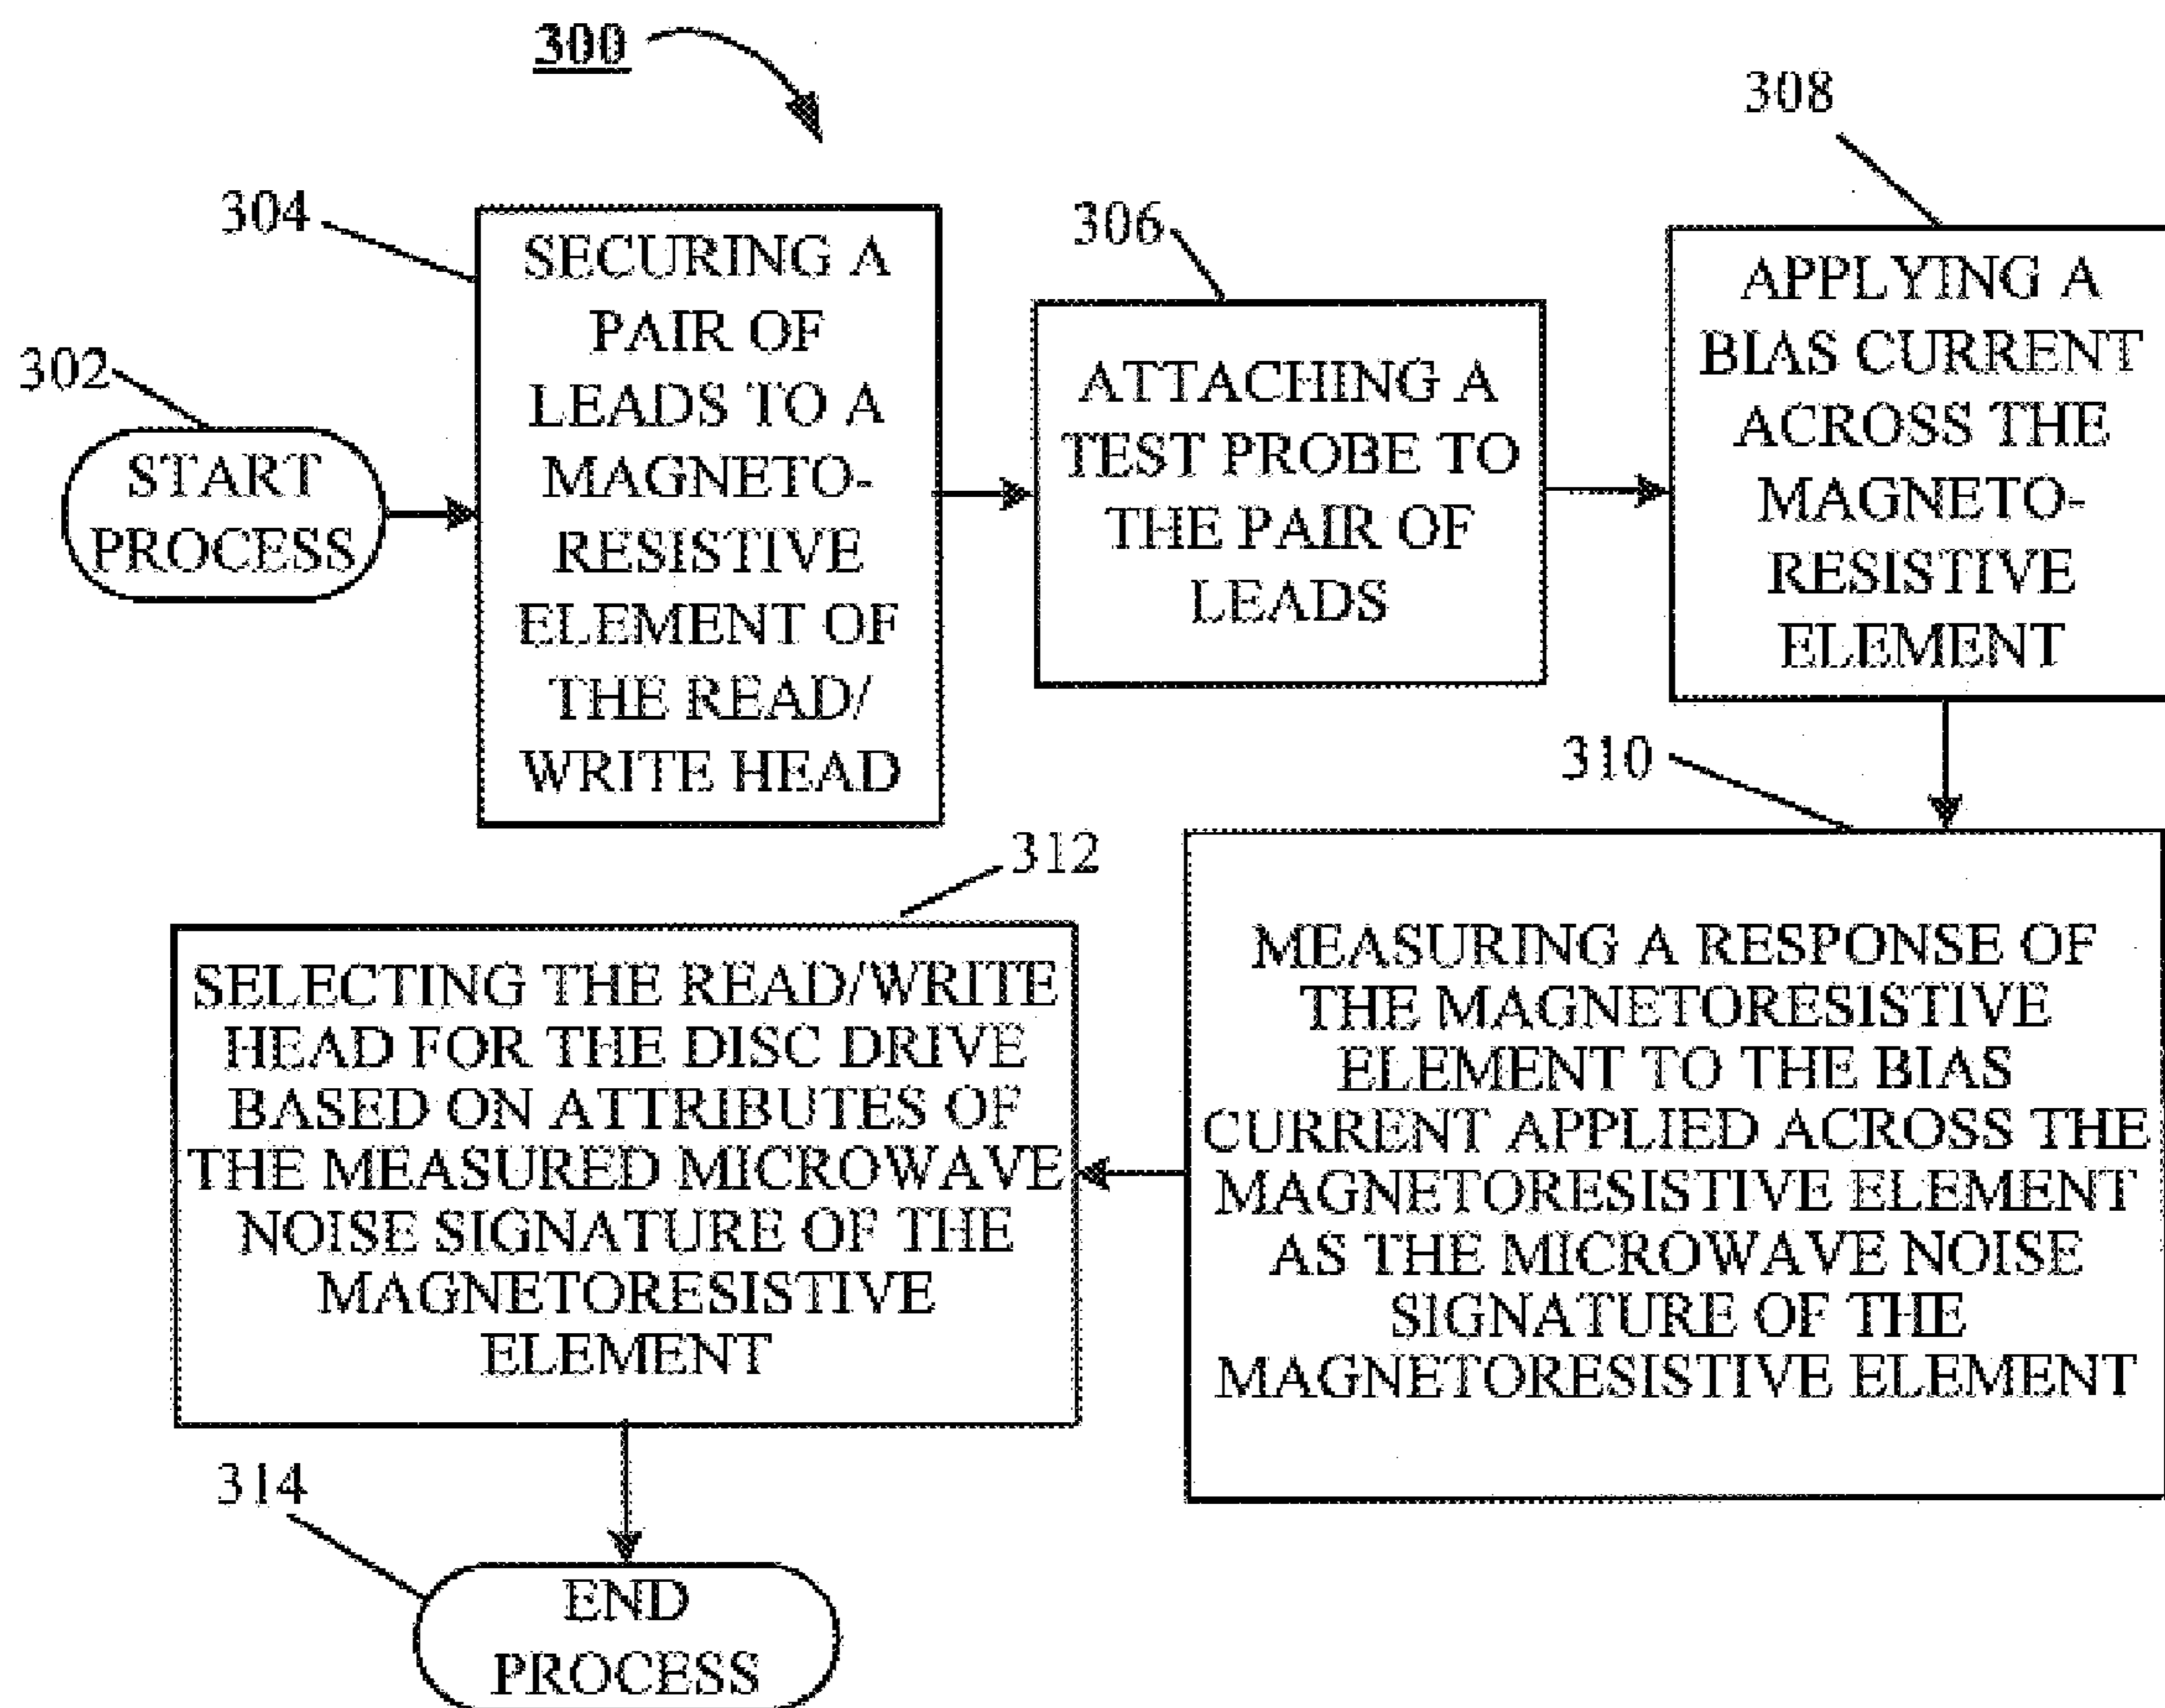 300
302
START
PROCESS
304
SECURING A
PAIR OF
LEADS TO A
MAGNETO-
RESISTIVE
ELEMENT OF
THE READ/
WRITE HEAD
306
ATTACHING A
TEST PROBE TO
THE PAIR OF
LEADS
308
APPLYING A
BIAS CURRENT
ACROSS THE
MAGNETO-
RESISTIVE
ELEMENT
310
MEASURING A RESPONSE OF
THE MAGNETORESISTIVE
ELEMENT TO THE BIAS
CURRENT APPLIED ACROSS THE
MAGNETORESISTIVE ELEMENT
AS THE MICROWAVE NOISE
SIGNATURE OF THE
MAGNETORESISTIVE ELEMENT
312
SELECTING THE READ/WRITE
HEAD FOR THE DISC DRIVE
BASED ON ATTRIBUTES OF
THE MEASURED MICROWAVE
NOISE SIGNATURE OF THE
MAGNETORESISTIVE
ELEMENT
314
END
PROCESS